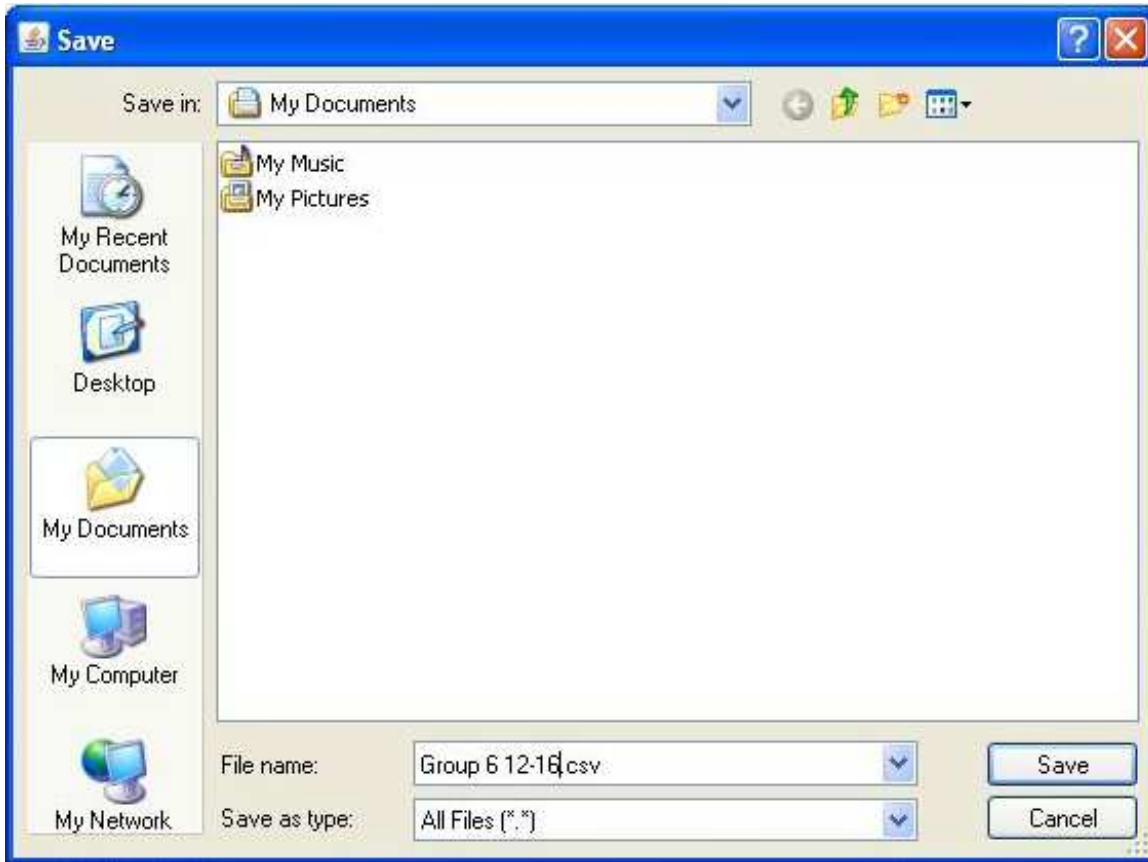 Save
Save in: My Documents
My Music
My Pictures
My Recent
Documents
Desktop
My Documents
My Computer
My Network
File name: Group 6 12-16.csv Save
Save as type: All Files (*.*) Cancel